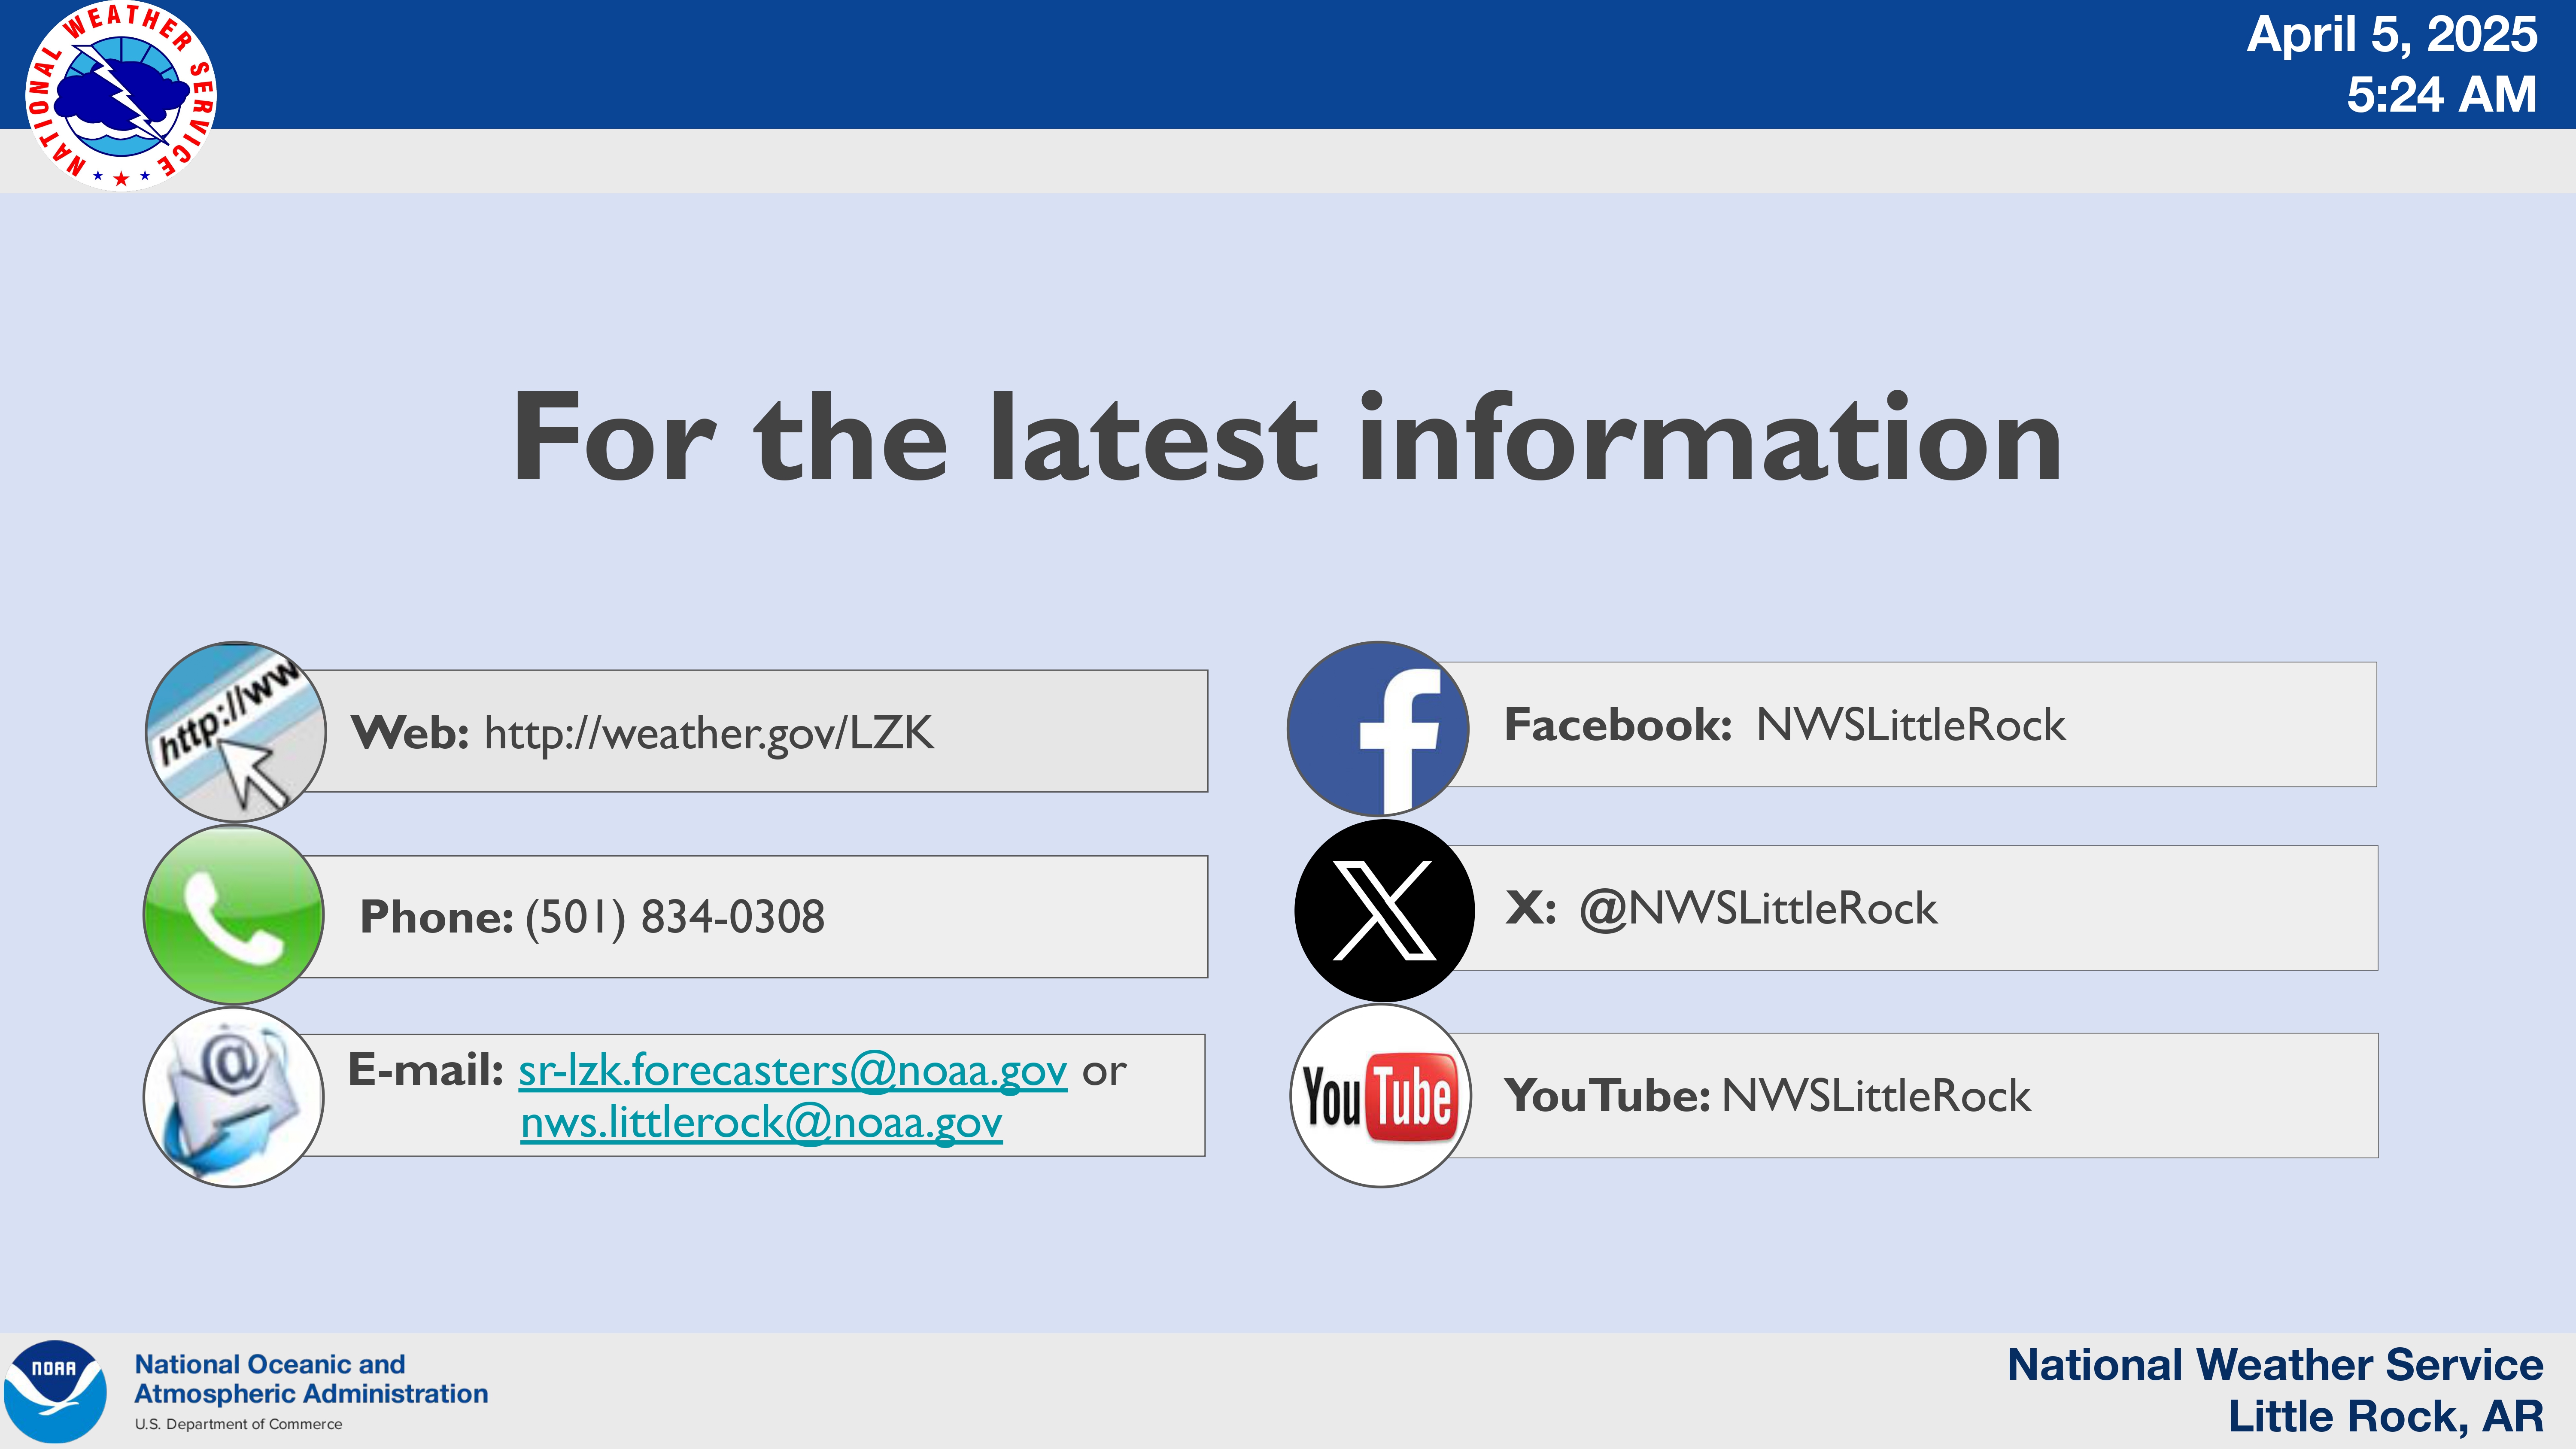 NATIONAL WEATHER SERVICE
April 5, 2025
5:24 AM
For the latest information
http://ww
Web: http://weather.gov/LZK
Phone: (501) 834-0308
@
E-mail: sr-lzk.forecasters@noaa.gov or
nws.littlerock@noaa.gov
f
Facebook: NWSLittleRock
X
X: @NWSLittleRock
YouTube
YouTube: NWSLittleRock
NOAA
National Oceanic and
Atmospheric Administration
U.S. Department of Commerce
National Weather Service
Little Rock, AR